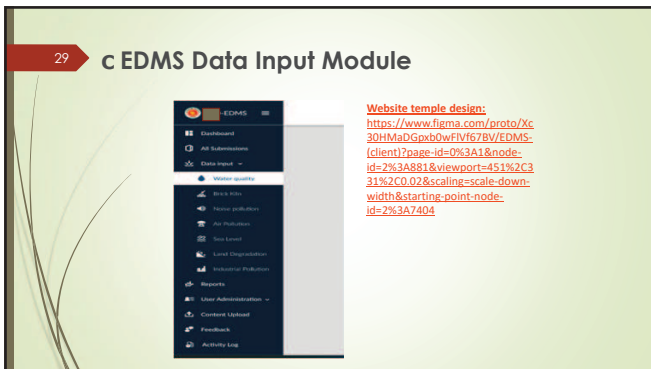 29
c EDMS Data Input Module
-EDMS
Dashboard
All Submissions
Data input
Water quality
Brick Kiln
Noise pollution
Air Pollution
Sea Level
Land Degradation
Industrial Pollution
Reports
User Administration
Content Upload
Feedback
Activity Log
Website temple design:
https://www.figma.com/proto/Xc
30HMaDGpxb0wFlVf67BV/EDMS-
(client)?page-id=0%3A1&node-
id=2%3A881&viewport=451%2C3
31%2C0.02&scaling=scale-down-
width&starting-point-node-
id=2%3A7404